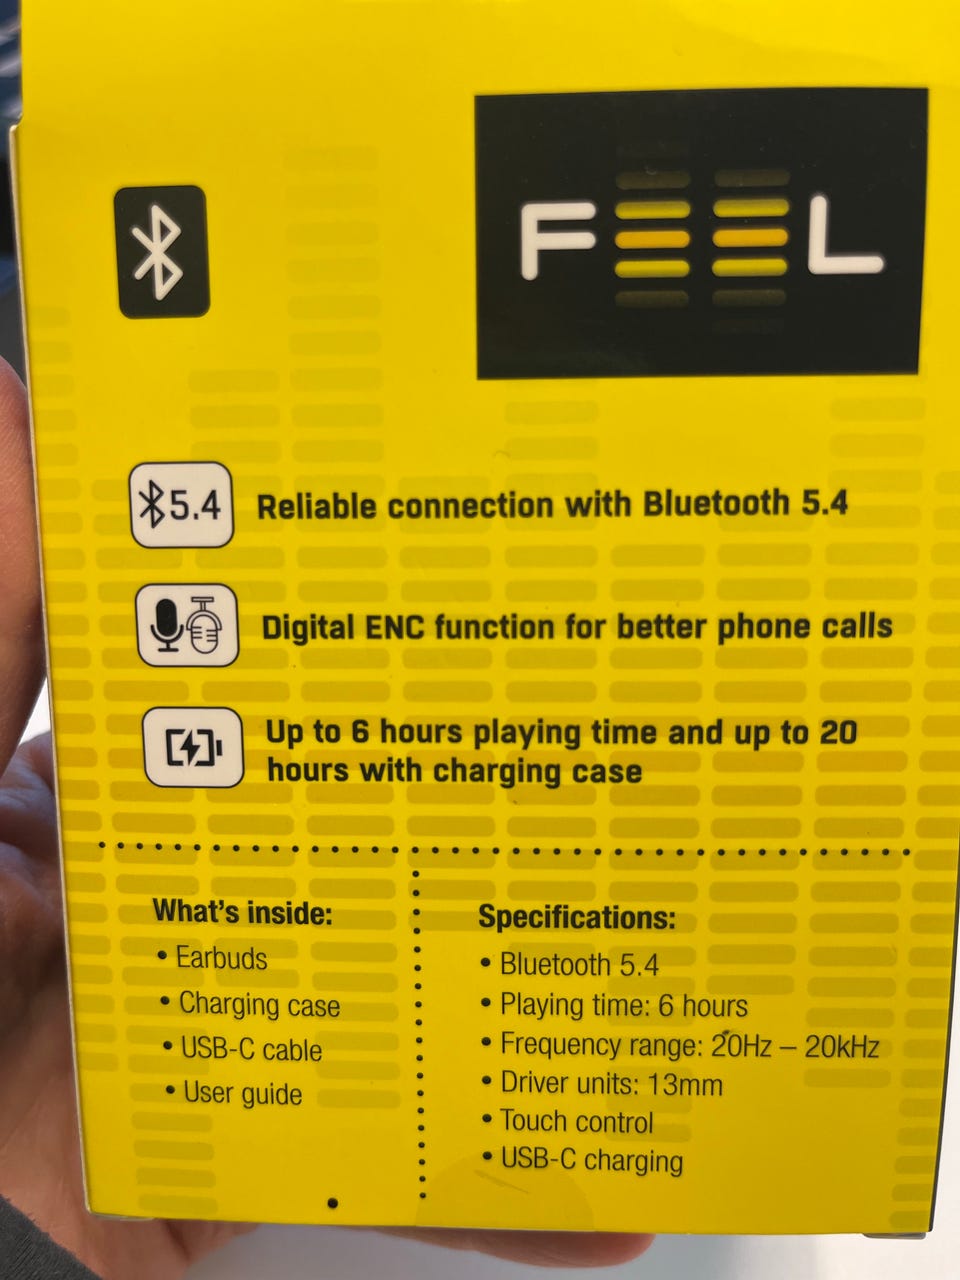 FEEL
5.4
Reliable connection with Bluetooth 5.4
Digital ENC function for better phone calls
Up to 6 hours playing time and up to 20
hours with charging case
What's inside:
• Earbuds
• Charging case
• USB-C cable
• User guide
Specifications:
• Bluetooth 5.4
• Playing time: 6 hours
• Frequency range: 20Hz – 20kHz
• Driver units: 13mm
• Touch control
• USB-C charging